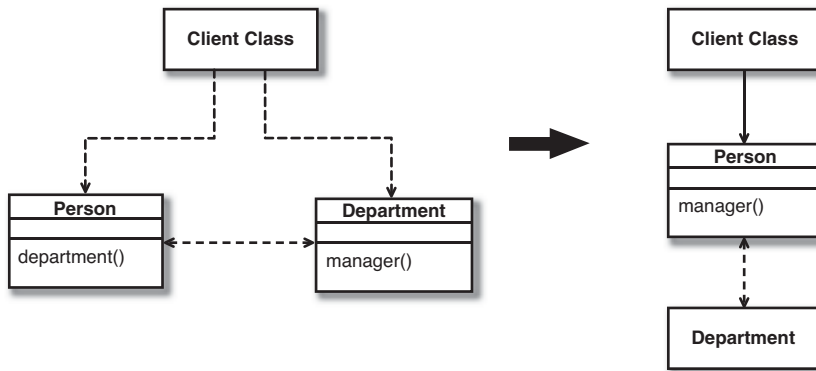 Client Class
Person
department()
Department
manager()
Client Class
Person
manager()
Department